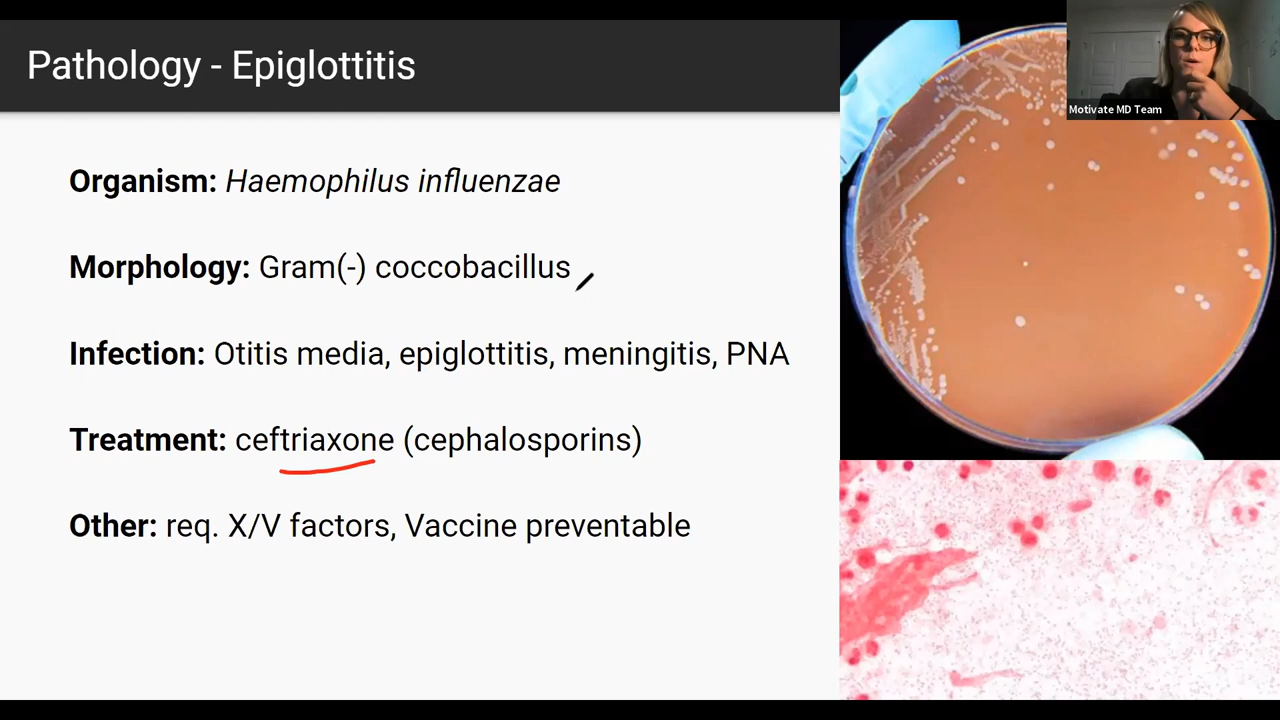 Pathology - Epiglottitis
Motivate MD Team
Organism: Haemophilus influenzae
Morphology: Gram(-) coccobacillus
Infection: Otitis media, epiglottitis, meningitis, PNA
Treatment: ceftriaxone (cephalosporins)
Other: req. X/V factors, Vaccine preventable